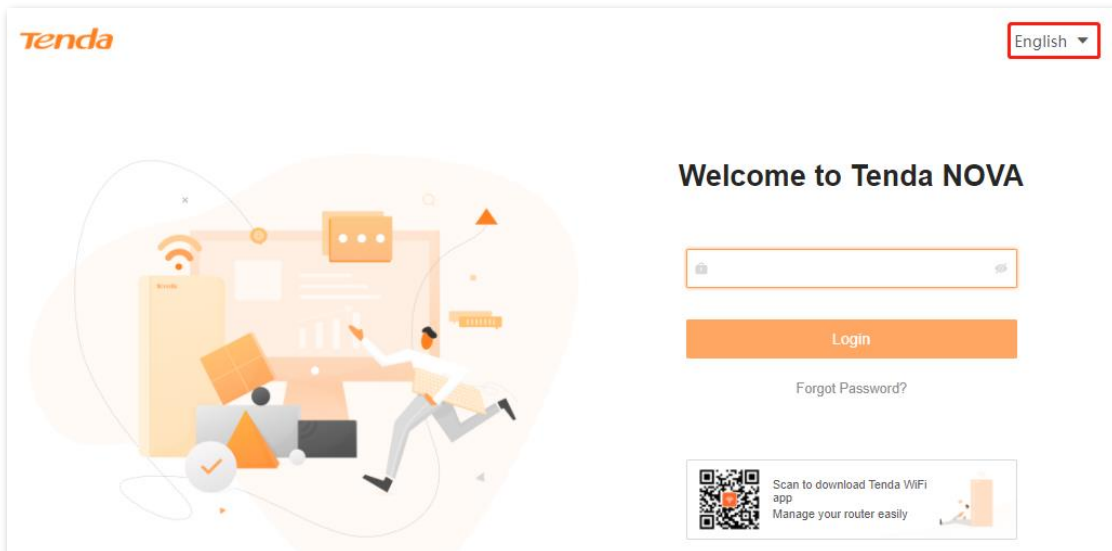 Tenda
English
Welcome to Tenda NOVA
Login
Forgot Password?
Scan to download Tenda WiFi
app
Manage your router easily